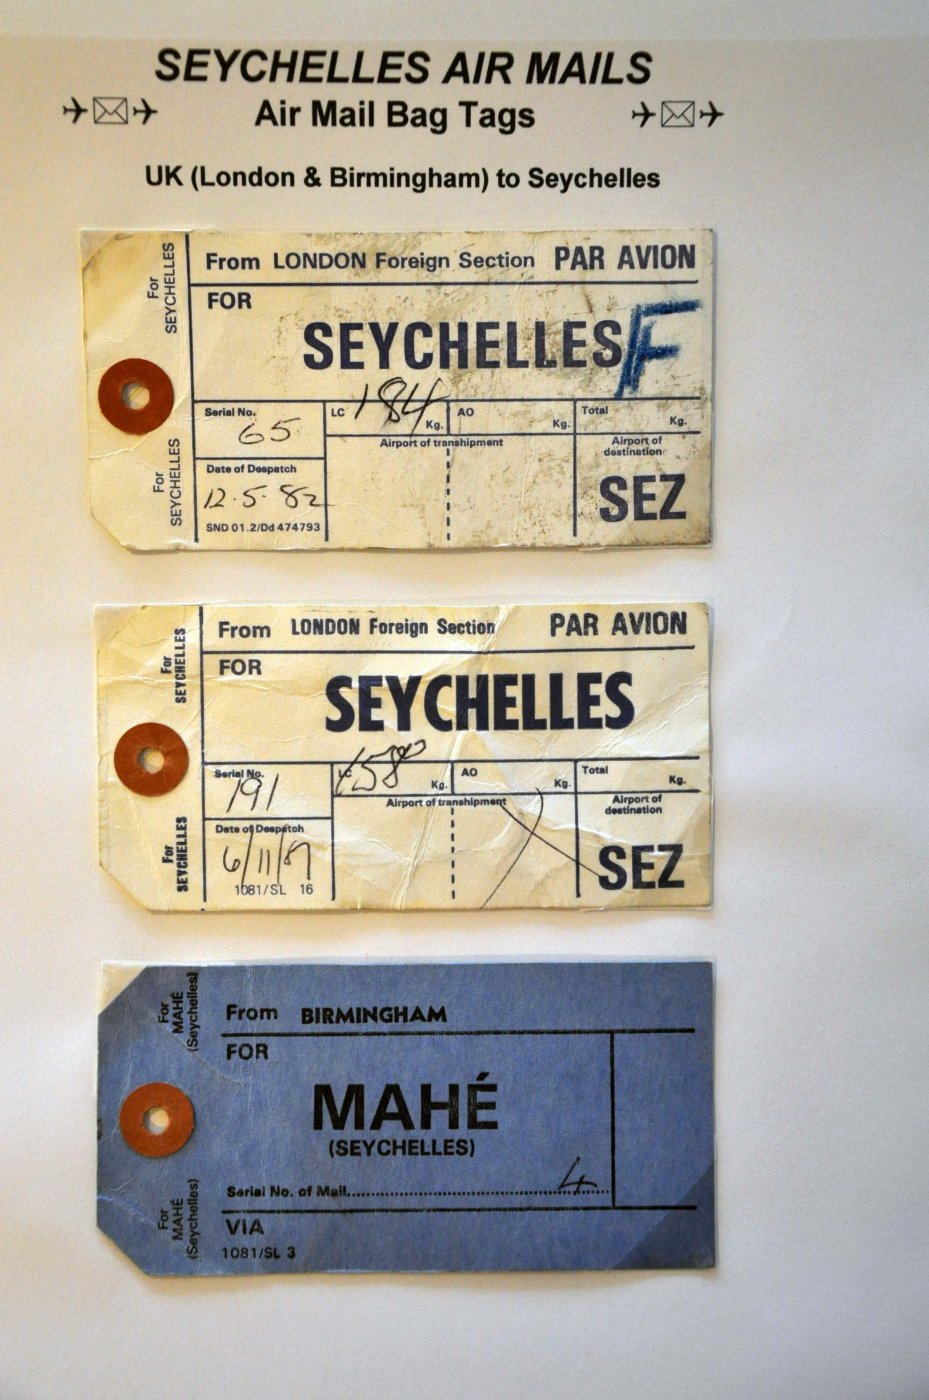 SEYCHELLES AIR MAILS
Air Mail Bag Tags
UK (London & Birmingham) to Seychelles
For
SEYCHELLES
For
SEYCHELLES
From LONDON Foreign Section PAR AVION
FOR
SEYCHELLES F
Serial No.
65
LC 184 Kg.
AO Kg.
Total Kg.
Airport of transhipment
Airport of
destination
SEZ
Date of Despatch
12.5.82
SND 01.2/Dd 474793
For
SEYCHELLES
For
SEYCHELLES
From LONDON Foreign Section PAR AVION
FOR
SEYCHELLES
Serial No.
191
LC Kg.
AO Kg.
Total Kg.
Airport of transhipment
Airport of
destination
SEZ
Date of Despatch
6/11/87
1081/SL 16
For
MAHÉ
(Seychelles)
For
MAHÉ
(Seychelles)
From BIRMINGHAM
FOR
MAHÉ
(SEYCHELLES)
Serial No. of Mail 4
VIA
1081/SL 3